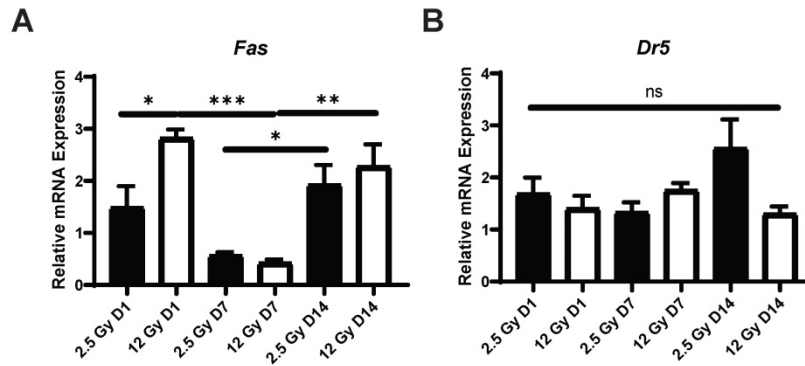 A
Fas
Relative mRNA Expression
4
3
2
1
0
*
***
**
*
2.5 Gy D1
12 Gy D1
2.5 Gy D7
12 Gy D7
2.5 Gy D14
12 Gy D14
B
Dr5
Relative mRNA Expression
4
3
2
1
0
ns
2.5 Gy D1
12 Gy D1
2.5 Gy D7
12 Gy D7
2.5 Gy D14
12 Gy D14